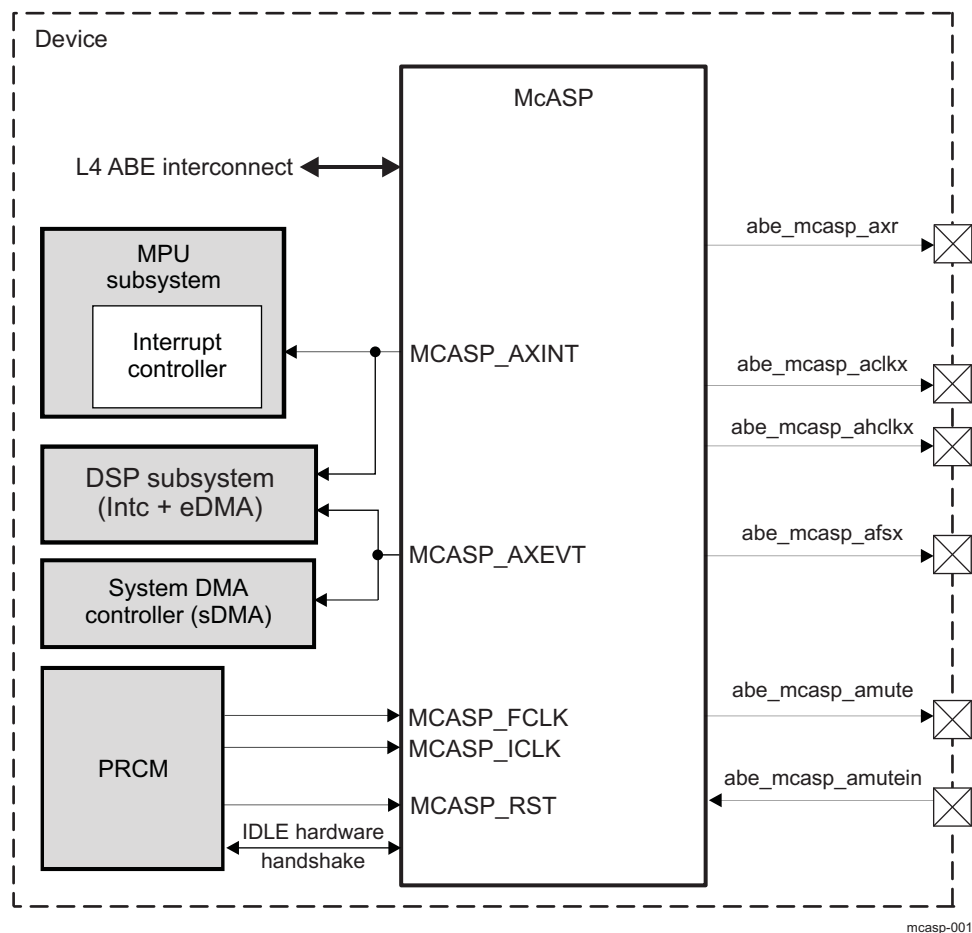 Device
McASP
L4 ABE interconnect
MPU
subsystem
Interrupt
controller
MCASP_AXINT
DSP subsystem
(Intc + eDMA)
MCASP_AXEVT
System DMA
controller (sDMA)
PRCM
MCASP_FCLK
MCASP_ICLK
MCASP_RST
IDLE hardware
handshake
abe_mcasp_axr
abe_mcasp_aclkx
abe_mcasp_ahclkx
abe_mcasp_afsx
abe_mcasp_amute
abe_mcasp_amutein
mcasp-001